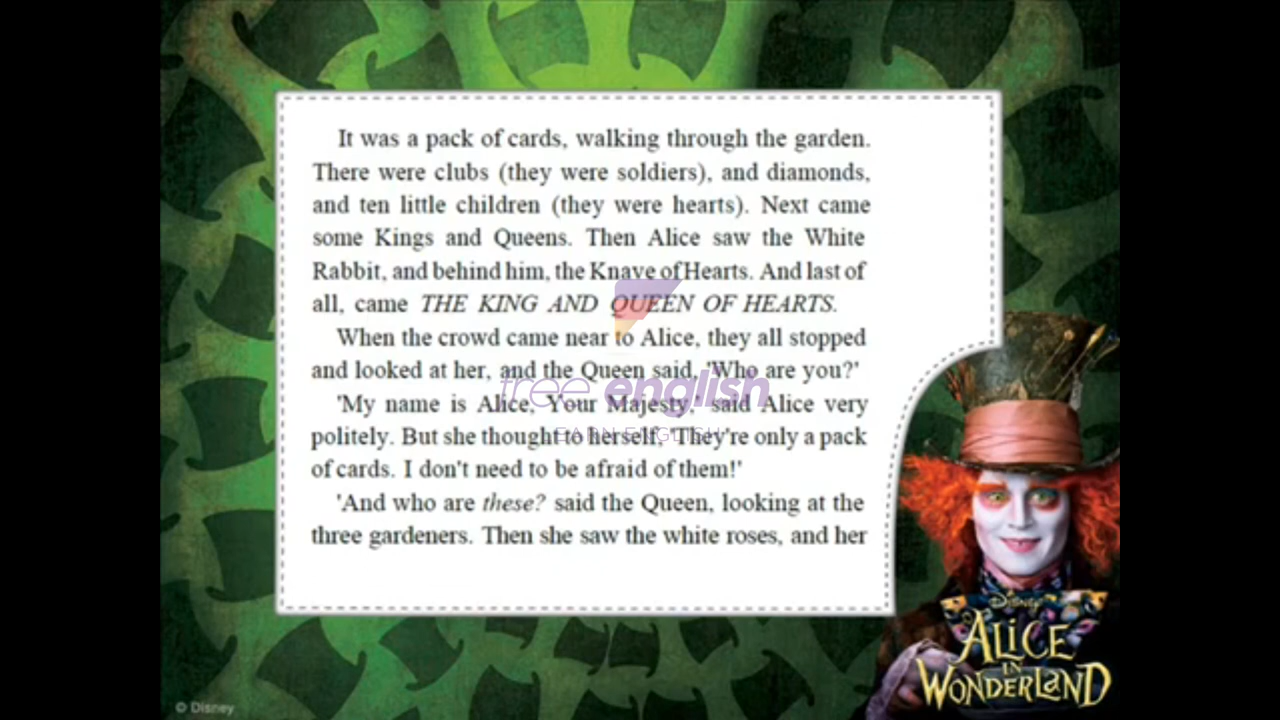 It was a pack of cards, walking through the garden.
There were clubs (they were soldiers), and diamonds,
and ten little children (they were hearts). Next came
some Kings and Queens. Then Alice saw the White
Rabbit, and behind him, the Knave of Hearts. And last of
all, came THE KING AND QUEEN OF HEARTS.
When the crowd came near to Alice, they all stopped
and looked at her, and the Queen said, 'Who are you?'
'My name is Alice, Your Majesty,' said Alice very
politely. But she thought to herself, 'They're only a pack
of cards. I don't need to be afraid of them!'
'And who are these? said the Queen, looking at the
three gardeners. Then she saw the white roses, and her
free english
LEARN ENGLISH
DISNEY
ALICE
IN
WONDERLAND
© Disney